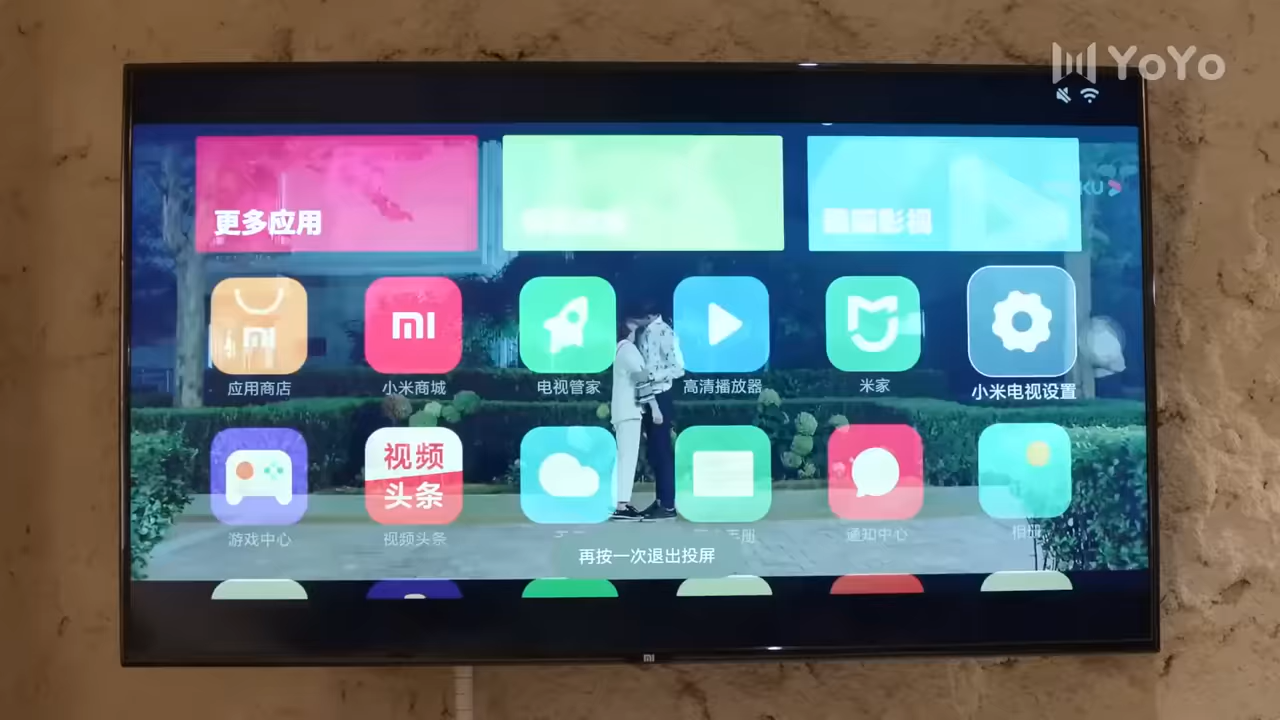 YoYo
更多应用
应用商店
小米商城
电视管家
高清播放器
米家
小米电视设置
游戏中心
视频
头条
视频头条
通知中心
相册
再按一次退出投屏